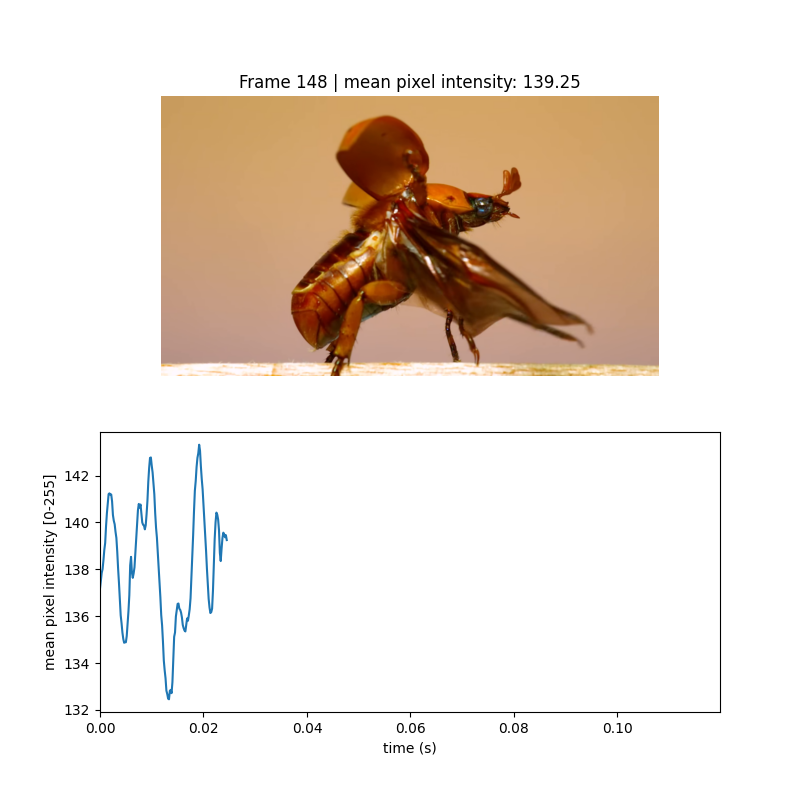 Frame 148 | mean pixel intensity: 139.25
mean pixel intensity [0-255]
142
140
138
136
134
132
0.00 0.02 0.04 0.06 0.08 0.10
time (s)